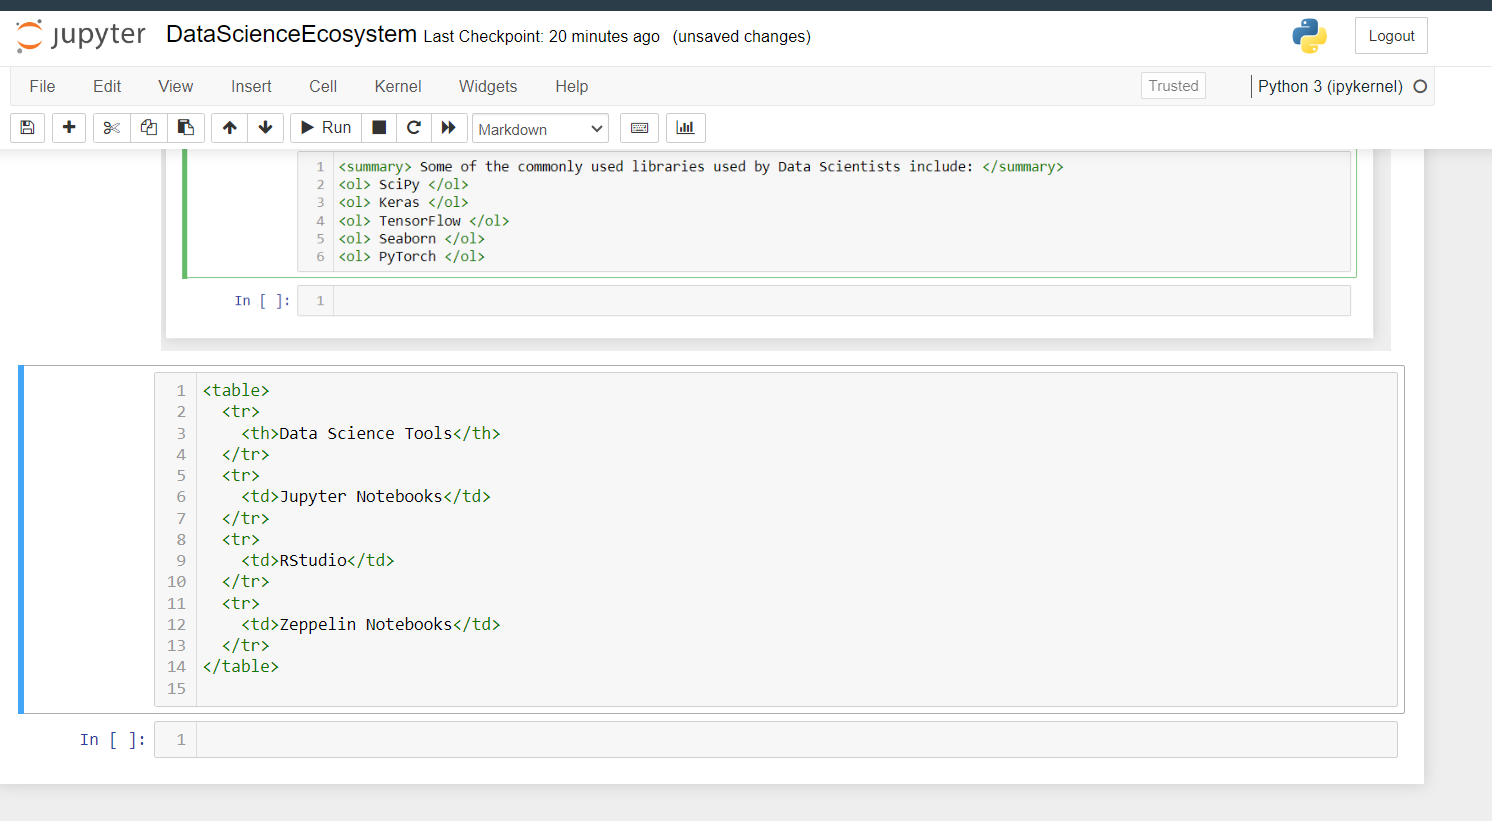 jupyter DataScienceEcosystem Last Checkpoint: 20 minutes ago (unsaved changes) Logout
File Edit View Insert Cell Kernel Widgets Help Trusted Python 3 (ipykernel)
Run Markdown
1 <summary> Some of the commonly used libraries used by Data Scientists include: </summary>
2 <ol> SciPy </ol>
3 <ol> Keras </ol>
4 <ol> TensorFlow </ol>
5 <ol> Seaborn </ol>
6 <ol> PyTorch </ol>
In [ ]: 1
1 <table>
2   <tr>
3     <th>Data Science Tools</th>
4   </tr>
5   <tr>
6     <td>Jupyter Notebooks</td>
7   </tr>
8   <tr>
9     <td>RStudio</td>
10   </tr>
11   <tr>
12     <td>Zeppelin Notebooks</td>
13   </tr>
14 </table>
15
In [ ]: 1